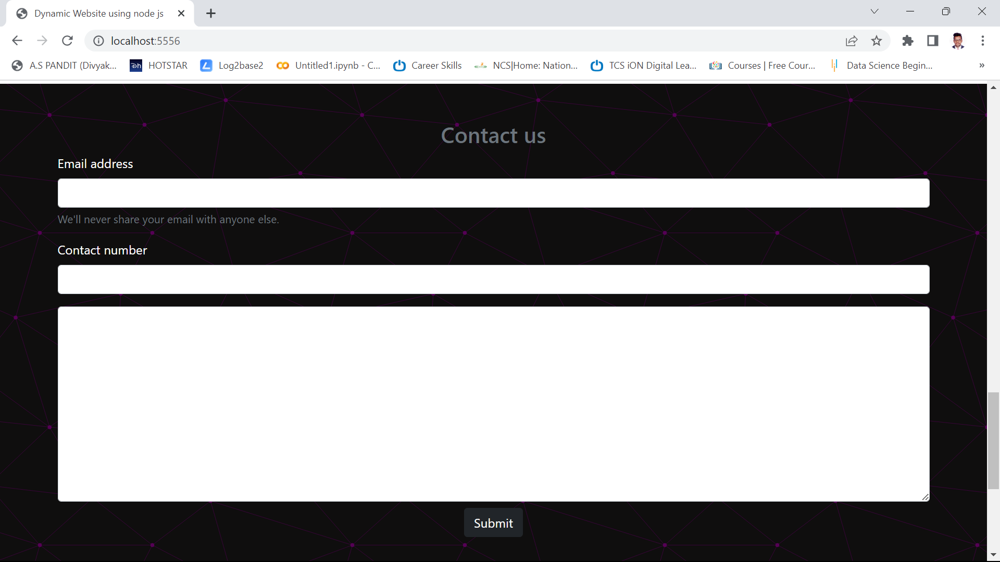 Dynamic Website using node js
localhost:5556
A.S PANDIT (Divyak... HOTSTAR Log2base2 Untitled1.ipynb - C... Career Skills NCS|Home: Nation... TCS iON Digital Lea... Courses | Free Cour... Data Science Begin... »
Contact us
Email address
We'll never share your email with anyone else.
Contact number
Submit